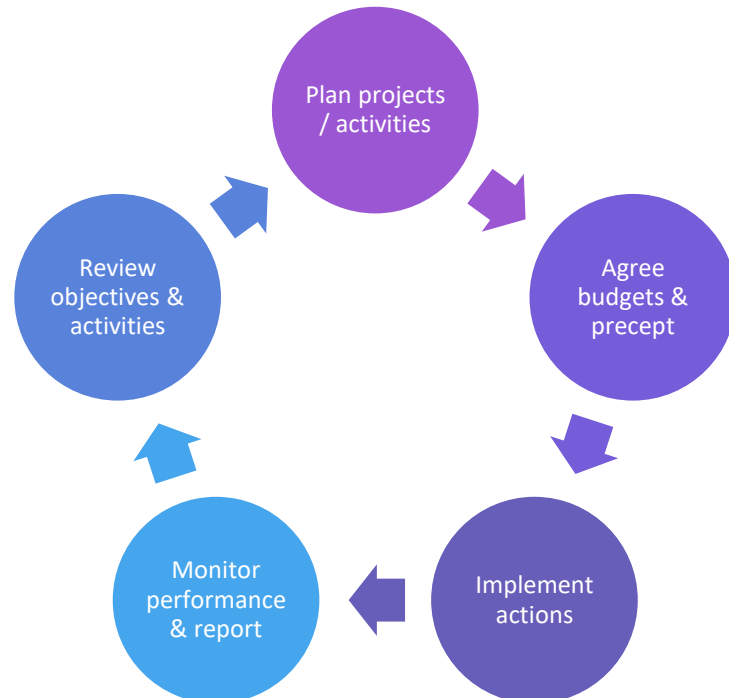 Plan projects
/ activities
Agree
budgets &
precept
Implement
actions
Monitor
performance
& report
Review
objectives &
activities